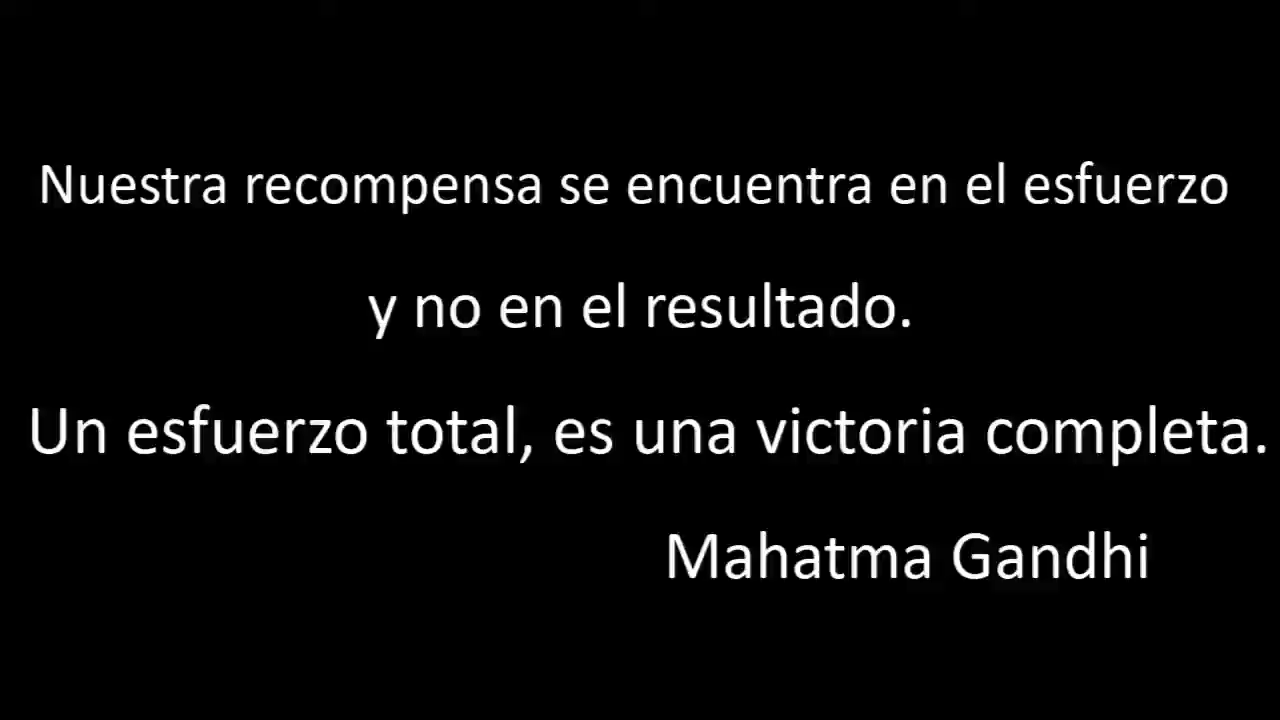 Nuestra recompensa se encuentra en el esfuerzo
y no en el resultado.
Un esfuerzo total, es una victoria completa.
Mahatma Gandhi